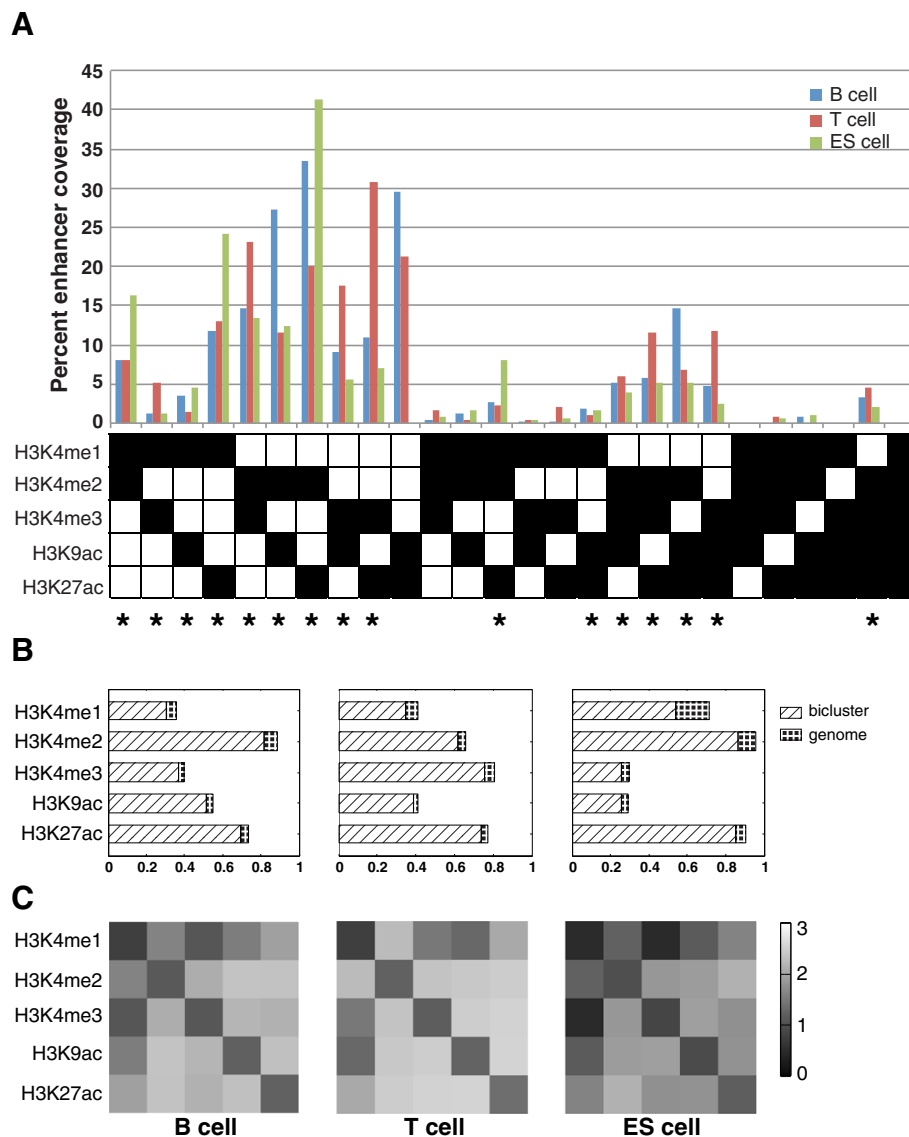 A
Percent enhancer coverage
45
40
35
30
25
20
15
10
5
0
B cell
T cell
ES cell
H3K4me1
H3K4me2
H3K4me3
H3K9ac
H3K27ac
* * * * * * * * * * * * * * * *
B
H3K4me1
H3K4me2
H3K4me3
H3K9ac
H3K27ac
0 0.2 0.4 0.6 0.8 1
0 0.2 0.4 0.6 0.8 1
0 0.2 0.4 0.6 0.8 1
bicluster
genome
C
H3K4me1
H3K4me2
H3K4me3
H3K9ac
H3K27ac
3
2
1
0
B cell
T cell
ES cell